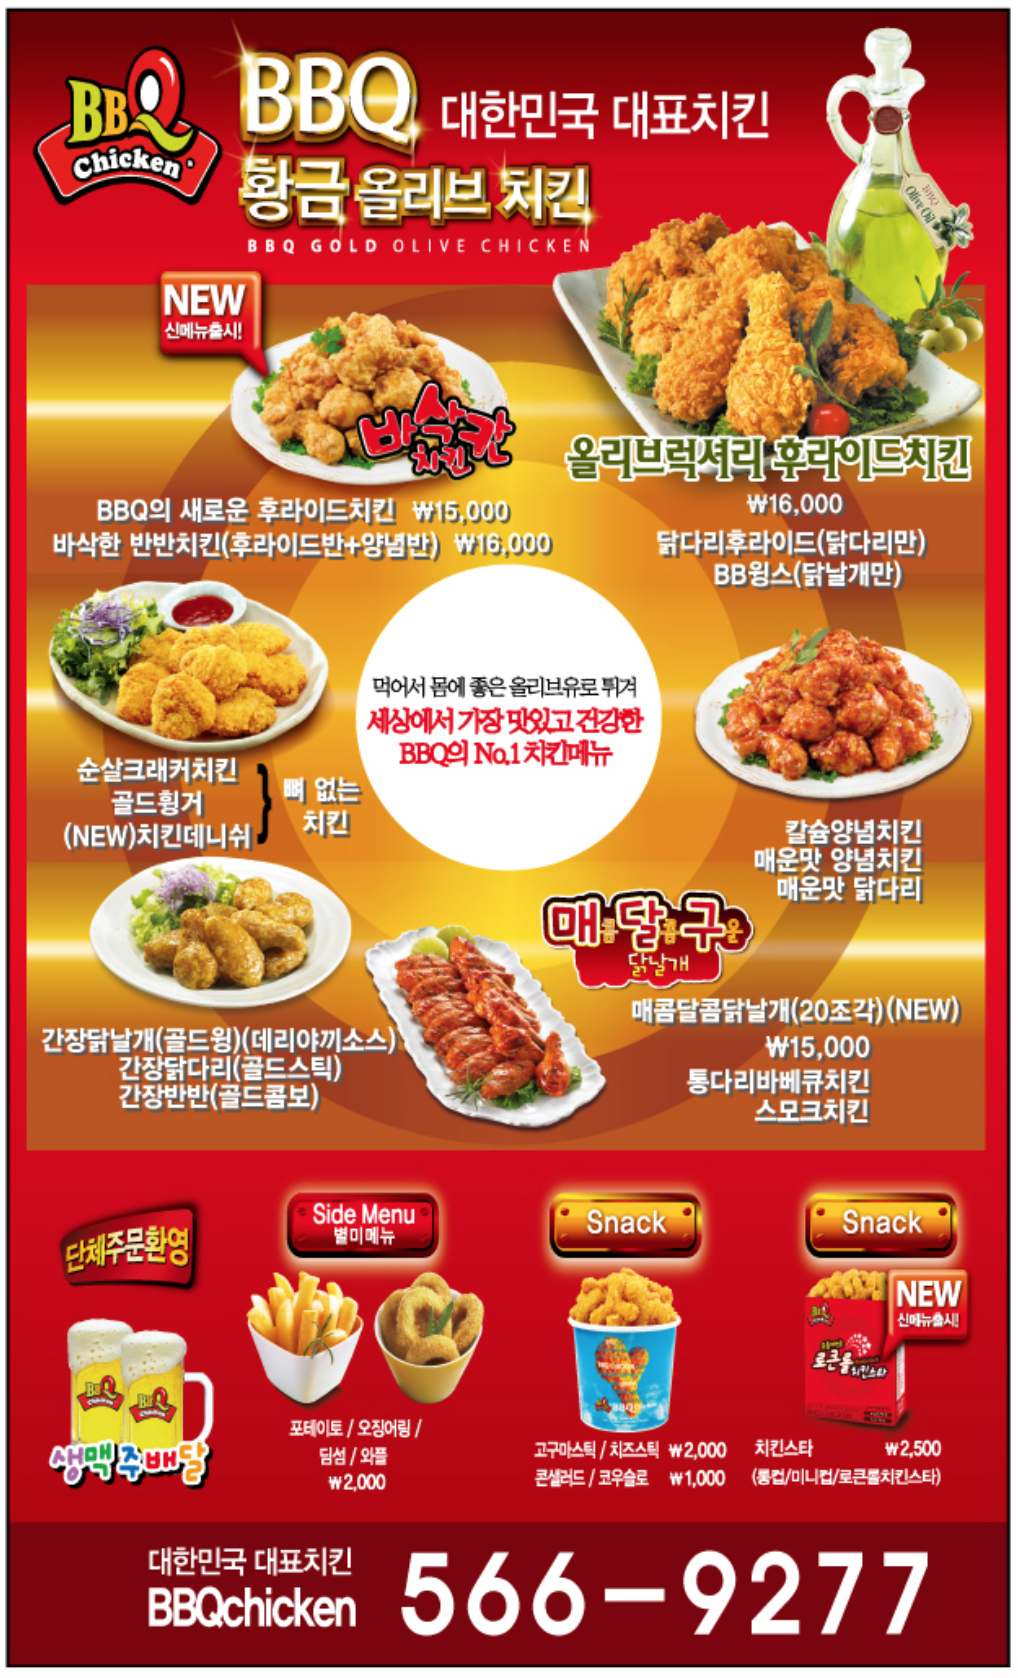 BBQ
Chicken
BBQ 대한민국 대표치킨
황금 올리브 치킨
BBQ GOLD OLIVE CHICKEN
BBQ
Olive Oil
NEW
신메뉴출시!
바삭칸
치킨
BBQ의 새로운 후라이드치킨 ₩15,000
바삭한 반반치킨(후라이드반+양념반) ₩16,000
올리브럭셔리 후라이드치킨
₩16,000
닭다리후라이드(닭다리만)
BB윙스(닭날개만)
먹어서 몸에 좋은 올리브유로 튀겨
세상에서 가장 맛있고 건강한
BBQ의 No.1 치킨메뉴
순살크래커치킨
골드휭거
(NEW)치킨데니쉬
뼈 없는
치킨
칼슘양념치킨
매운맛 양념치킨
매운맛 닭다리
간장닭날개(골드윙)(데리야끼소스)
간장닭다리(골드스틱)
간장반반(골드콤보)
매콤달콤구운
닭날개
매콤달콤닭날개(20조각)(NEW)
₩15,000
통다리바베큐치킨
스모크치킨
단체주문환영
BBQ
Chicken
BBQ
Chicken
생맥주배달
Side Menu
별미메뉴
포테이토 / 오징어링 /
딤섬 / 와플
₩2,000
Snack
고구마스틱 / 치즈스틱 ₩2,000
콘샐러드 / 코우슬로 ₩1,000
Snack
NEW
신메뉴출시!
로큰롤 치킨스타
치킨스타 ₩2,500
(롱컵/미니컵/로큰롤치킨스타)
대한민국 대표치킨
BBQchicken
566-9277